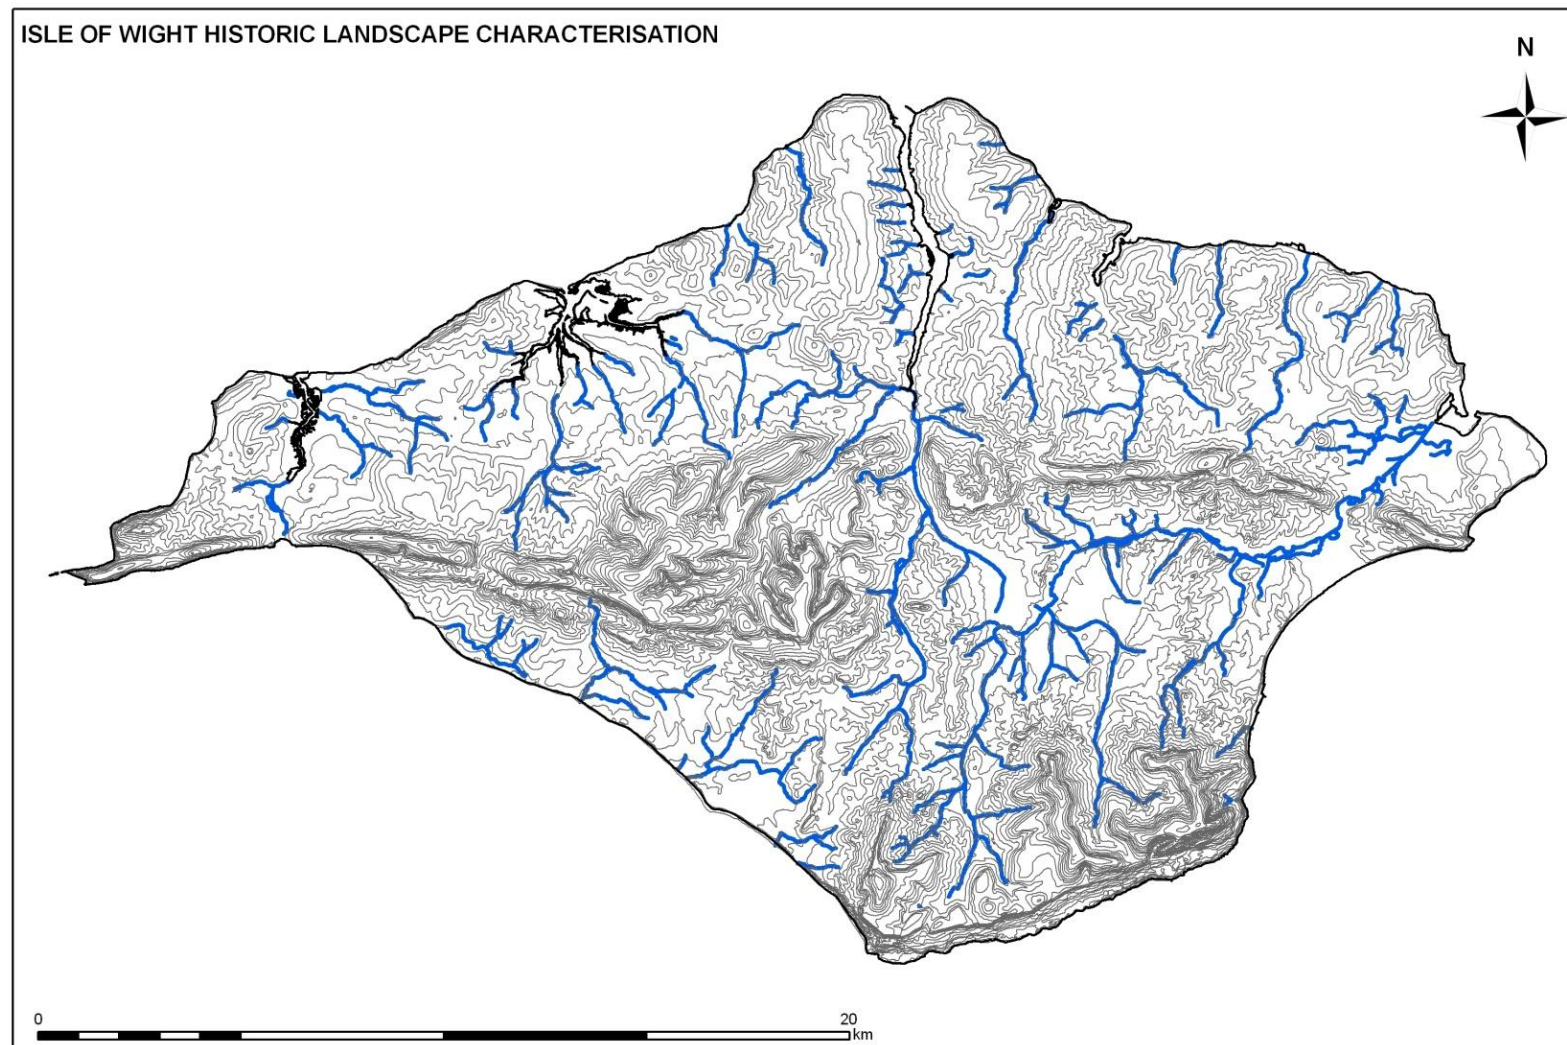 ISLE OF WIGHT HISTORIC LANDSCAPE CHARACTERISATION
N
0 20
km